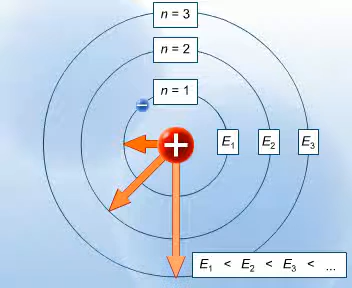 n = 3
n = 2
n = 1
−
+
E₁
E₂
E₃
E₁ < E₂ < E₃ < ...